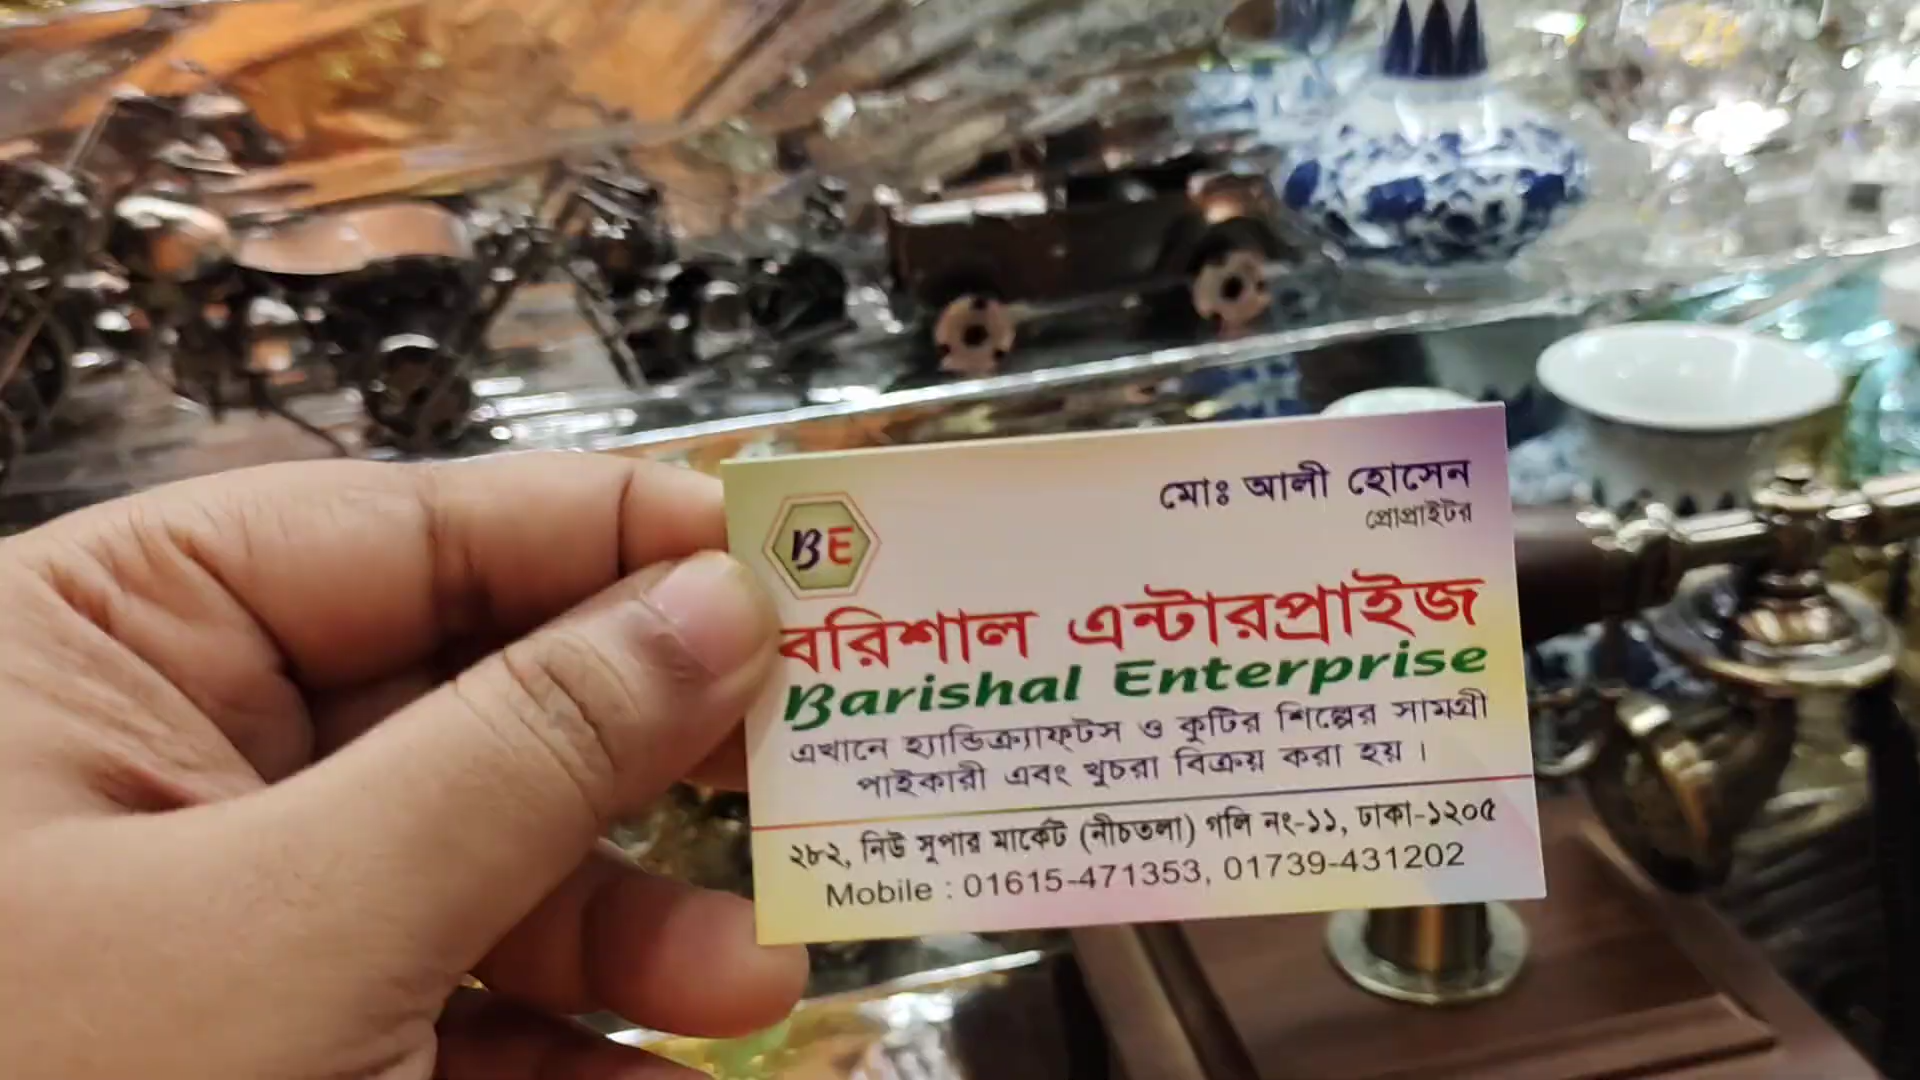 BE
মোঃ আলী হোসেন
প্রোপ্রাইটর
বরিশাল এন্টারপ্রাইজ
Barishal Enterprise
এখানে হ্যান্ডিক্র্যাফ্টস ও কুটির শিল্পের সামগ্রী
পাইকারী এবং খুচরা বিক্রয় করা হয় ।
২৮২, নিউ সুপার মার্কেট (নীচতলা) গলি নং-১১, ঢাকা-১২০৫
Mobile : 01615-471353, 01739-431202